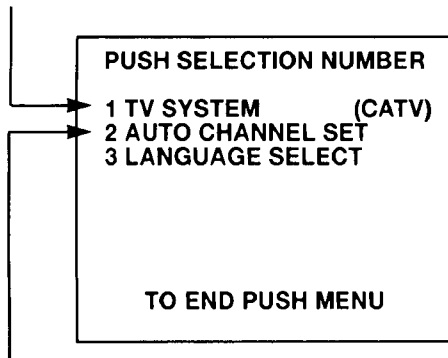 PUSH SELECTION NUMBER
1 TV SYSTEM (CATV)
2 AUTO CHANNEL SET
3 LANGUAGE SELECT
TO END PUSH MENU